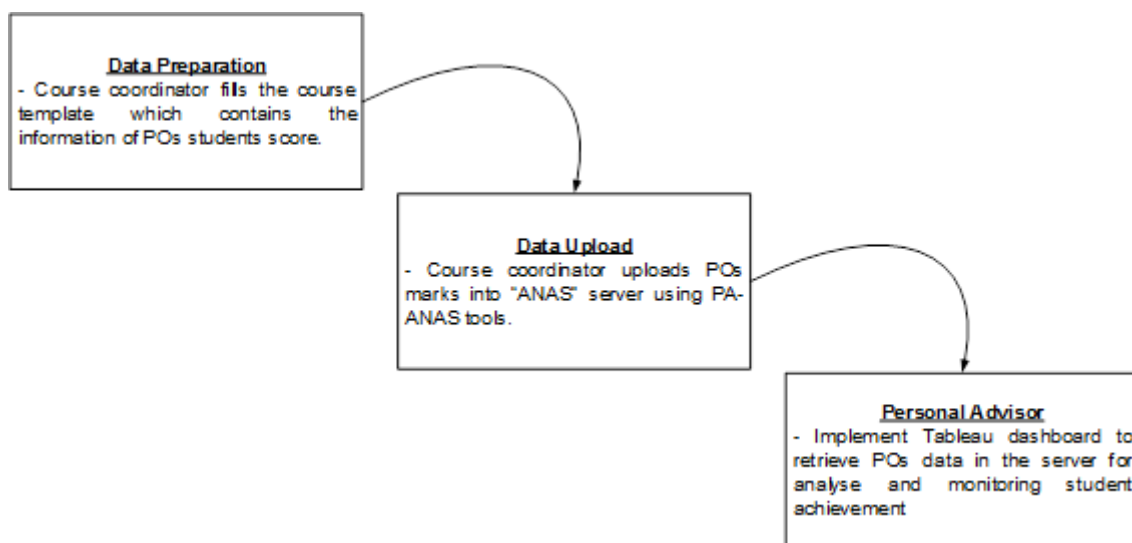 Data Preparation
- Course coordinator fills the course
template which contains the
information of POs students score.
Data Upload
- Course coordinator uploads POs
marks into "ANAS" server using PA-
ANAS tools.
Personal Advisor
- Implement Tableau dashboard to
retrieve POs data in the server for
analyse and monitoring student
achievement